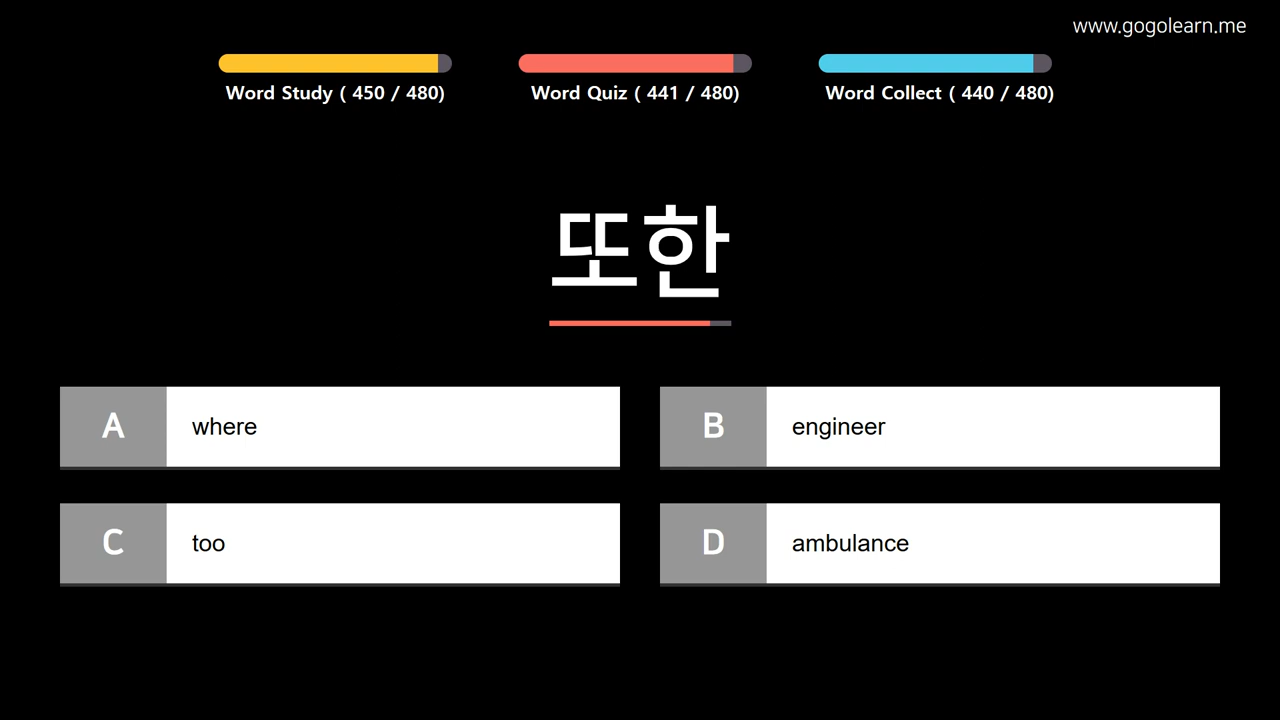 www.gogolearn.me
Word Study ( 450 / 480)
Word Quiz ( 441 / 480)
Word Collect ( 440 / 480)
또한
A where
B engineer
C too
D ambulance